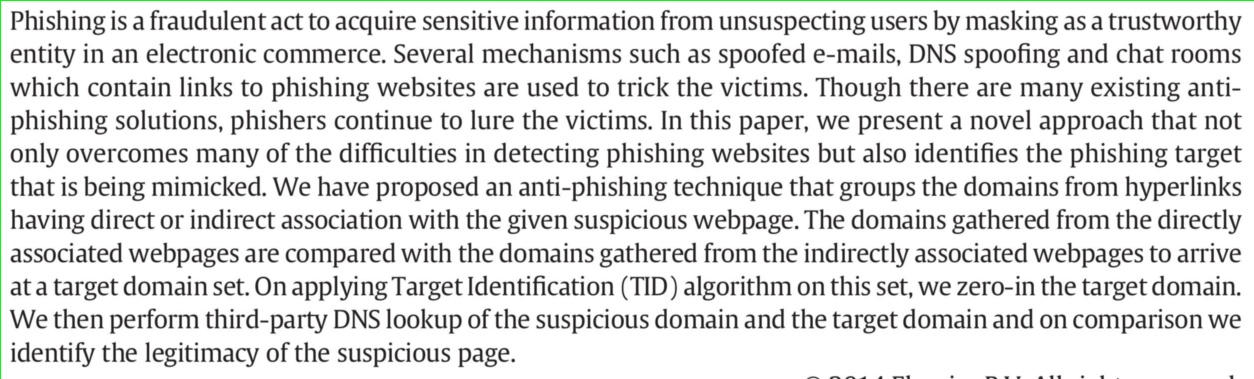 Phishing is a fraudulent act to acquire sensitive information from unsuspecting users by masking as a trustworthy
entity in an electronic commerce. Several mechanisms such as spoofed e-mails, DNS spoofing and chat rooms
which contain links to phishing websites are used to trick the victims. Though there are many existing anti-
phishing solutions, phishers continue to lure the victims. In this paper, we present a novel approach that not
only overcomes many of the difficulties in detecting phishing websites but also identifies the phishing target
that is being mimicked. We have proposed an anti-phishing technique that groups the domains from hyperlinks
having direct or indirect association with the given suspicious webpage. The domains gathered from the directly
associated webpages are compared with the domains gathered from the indirectly associated webpages to arrive
at a target domain set. On applying Target Identification (TID) algorithm on this set, we zero-in the target domain.
We then perform third-party DNS lookup of the suspicious domain and the target domain and on comparison we
identify the legitimacy of the suspicious page.